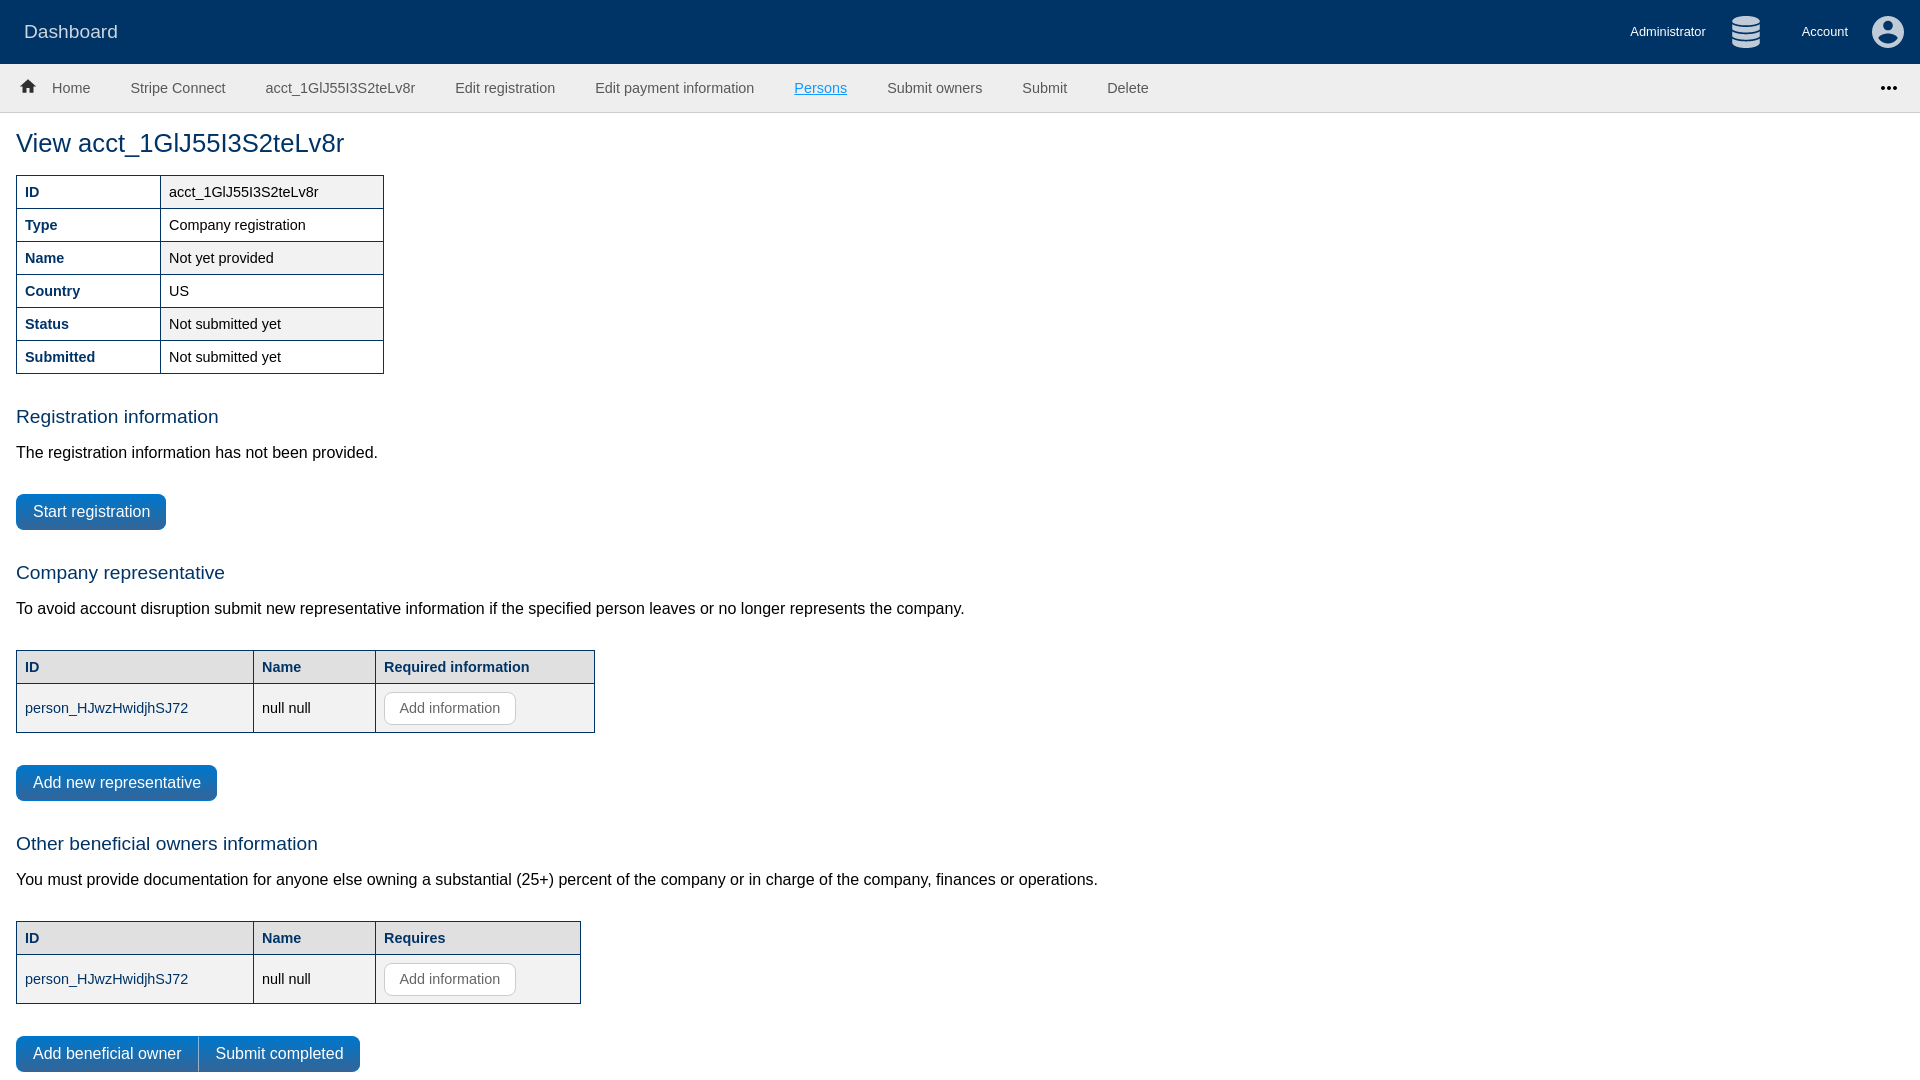 Dashboard
Administrator
Account
Home
Stripe Connect
acct_1GlJ55I3S2teLv8r
Edit registration
Edit payment information
Persons
Submit owners
Submit
Delete
View acct_1GlJ55I3S2teLv8r
ID acct_1GlJ55I3S2teLv8r
Type Company registration
Name Not yet provided
Country US
Status Not submitted yet
Submitted Not submitted yet
Registration information
The registration information has not been provided.
Start registration
Company representative
To avoid account disruption submit new representative information if the specified person leaves or no longer represents the company.
ID Name Required information
person_HJwzHwidjhSJ72 null null Add information
Add new representative
Other beneficial owners information
You must provide documentation for anyone else owning a substantial (25+) percent of the company or in charge of the company, finances or operations.
ID Name Requires
person_HJwzHwidjhSJ72 null null Add information
Add beneficial owner Submit completed